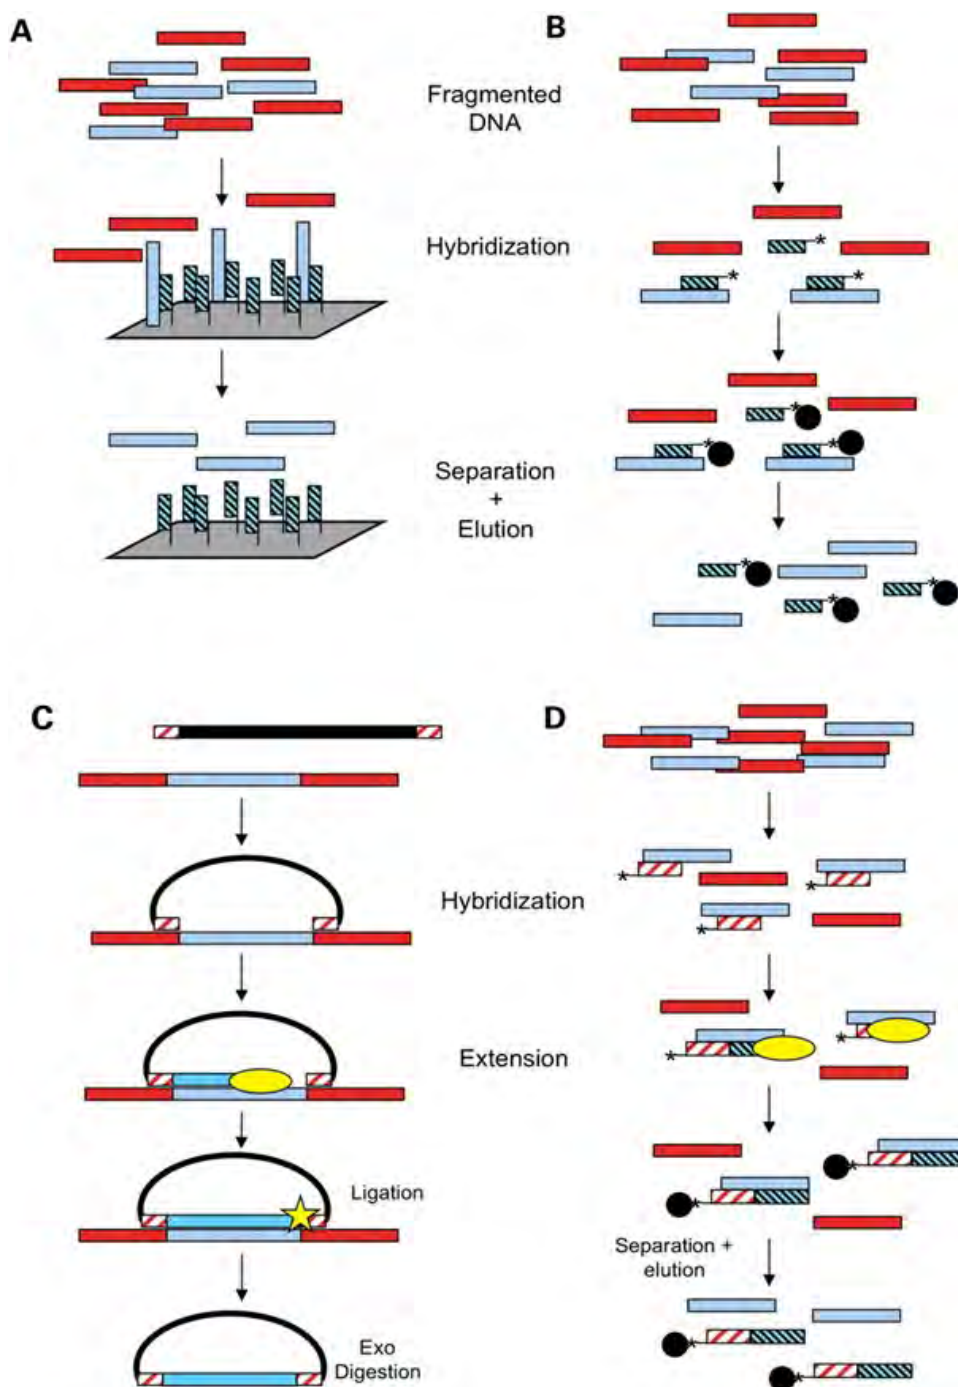 A
B
Fragmented
DNA
Hybridization
Separation
+
Elution
C
D
Hybridization
Extension
Ligation
Separation +
elution
Exo
Digestion